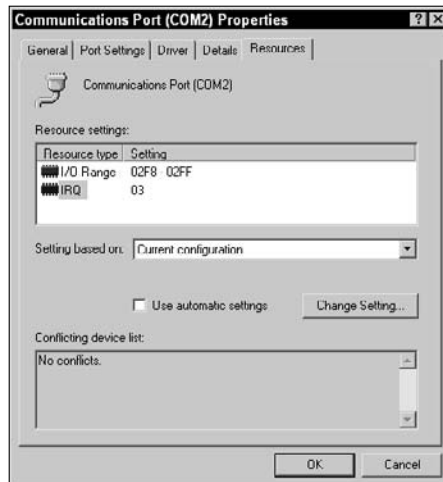 Communications Port (COM2) Properties
General Port Settings Driver Details Resources
Communications Port (COM2)
Resource settings:
Resource type Setting
I/O Range 02F8 - 02FF
IRQ 03
Setting based on: Current configuration
Use automatic settings Change Setting...
Conflicting device list:
No conflicts.
OK Cancel